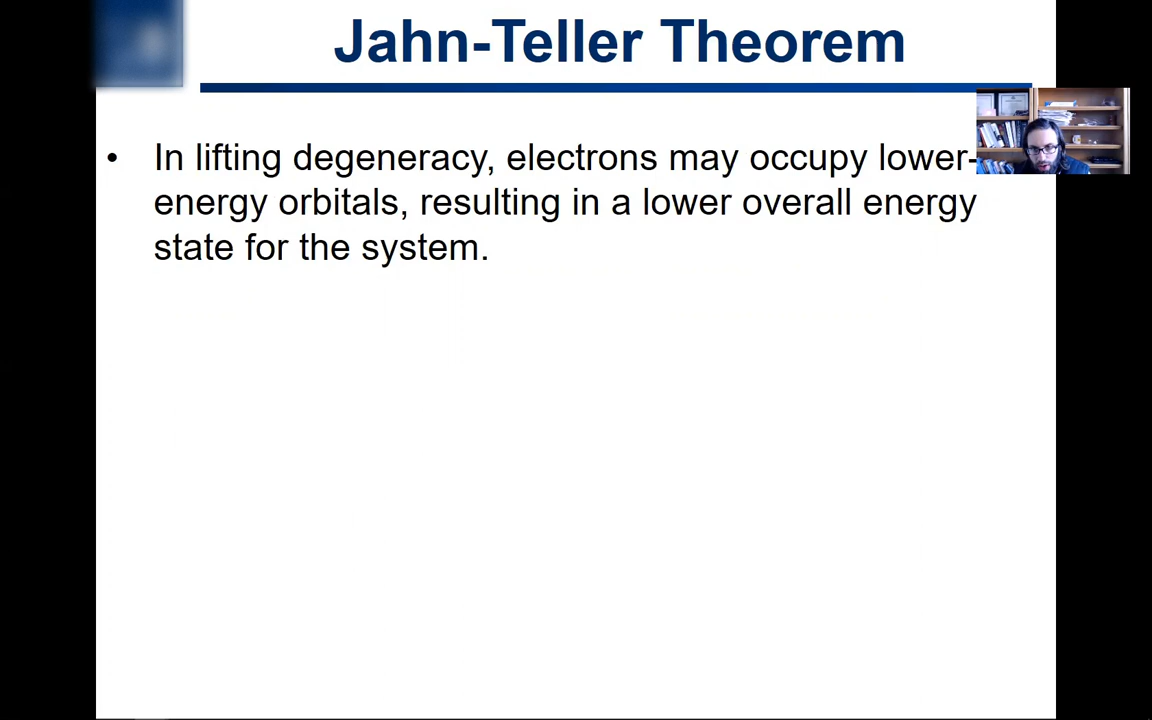 Jahn-Teller Theorem
• In lifting degeneracy, electrons may occupy lower-
energy orbitals, resulting in a lower overall energy
state for the system.